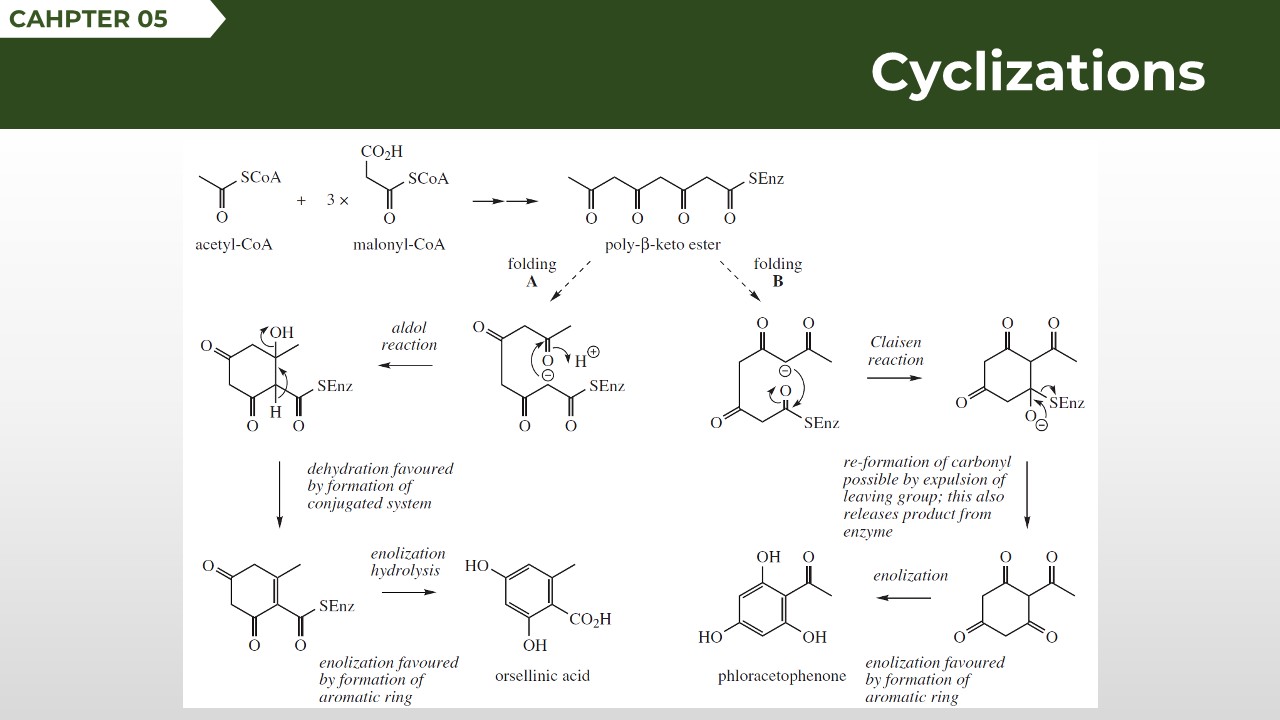 CAHPTER 05
Cyclizations
CO₂H
SCoA
SCoA
SEnz
+
3 ×
O
O
O
O
O
O
acetyl-CoA
malonyl-CoA
poly-β-keto ester
folding
A
folding
B
OH
O
aldol
reaction
O
O
H⊕
⊖
SEnz
SEnz
H
O
O
O
O
O
O
Claisen
reaction
O
O
⊖
O
O
SEnz
O
SEnz
O
⊖
dehydration favoured
by formation of
conjugated system
re-formation of carbonyl
possible by expulsion of
leaving group; this also
releases product from
enzyme
O
SEnz
O
O
enolization
hydrolysis
HO
CO₂H
OH
OH
O
HO
OH
enolization
O
O
O
O
enolization favoured
by formation of
aromatic ring
orsellinic acid
phloracetophenone
enolization favoured
by formation of
aromatic ring